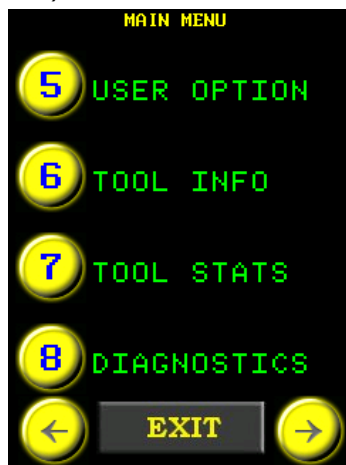 MAIN MENU
5 USER OPTION
6 TOOL INFO
7 TOOL STATS
8 DIAGNOSTICS
← EXIT →